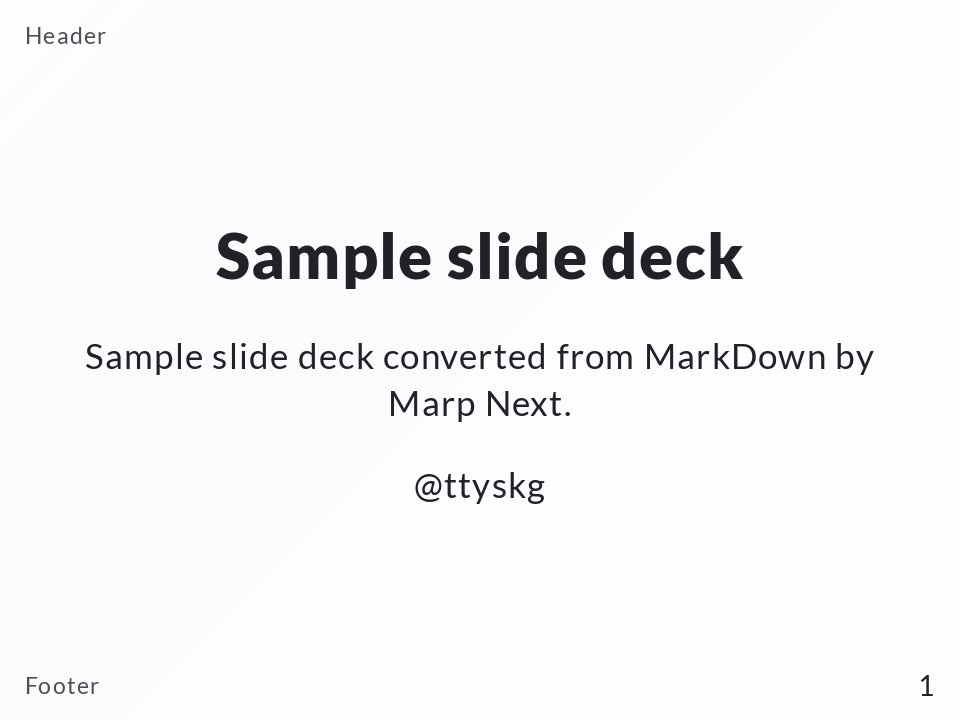 Header
Sample slide deck
Sample slide deck converted from MarkDown by
Marp Next.
@ttyskg
Footer
1